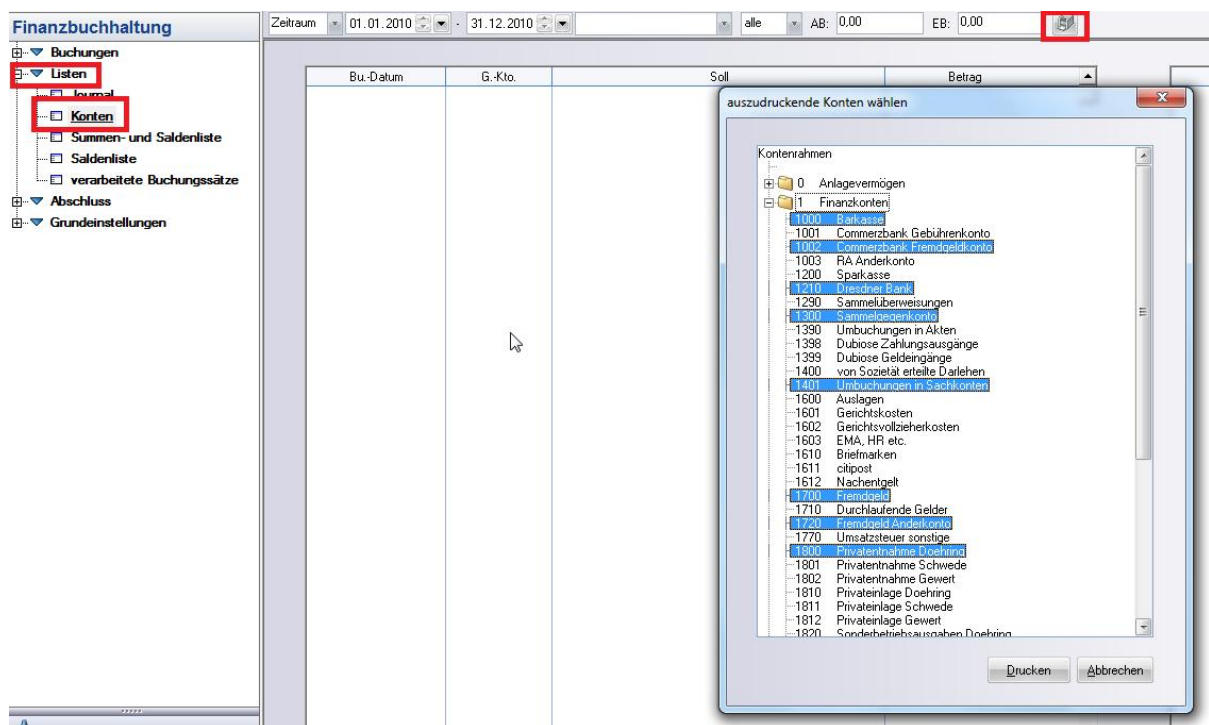 Finanzbuchhaltung
Zeitraum 01.01.2010 - 31.12.2010 alle AB: 0,00 EB: 0,00
Buchungen
Listen
Journal
Konten
Summen- und Saldenliste
Saldenliste
verarbeitete Buchungssätze
Abschluss
Grundeinstellungen
Bu.-Datum G.-Kto. Soll Betrag
auszudruckende Konten wählen
Kontenrahmen
0 Anlagevermögen
1 Finanzkonten
1000 Barkasse
1001 Commerzbank Gebührenkonto
1002 Commerzbank Fremdgeldkonto
1003 RA Anderkonto
1200 Sparkasse
1210 Dresdner Bank
1290 Sammelüberweisungen
1300 Sammelgegenkonto
1390 Umbuchungen in Akten
1398 Dubiose Zahlungsausgänge
1399 Dubiose Geldeingänge
1400 von Sozietät erteilte Darlehen
1401 Umbuchungen in Sachkonten
1600 Auslagen
1601 Gerichtskosten
1602 Gerichtsvollzieherkosten
1603 EMA, HR etc.
1610 Briefmarken
1611 citipost
1612 Nachentgelt
1700 Fremdgeld
1710 Durchlaufende Gelder
1720 Fremdgeld Anderkonto
1770 Umsatzsteuer sonstige
1800 Privatentnahme Doehring
1801 Privatentnahme Schwede
1802 Privatentnahme Gewert
1810 Privateinlage Doehring
1811 Privateinlage Schwede
1812 Privateinlage Gewert
1820 Sonderbetriebsausgaben Doehring
Drucken Abbrechen